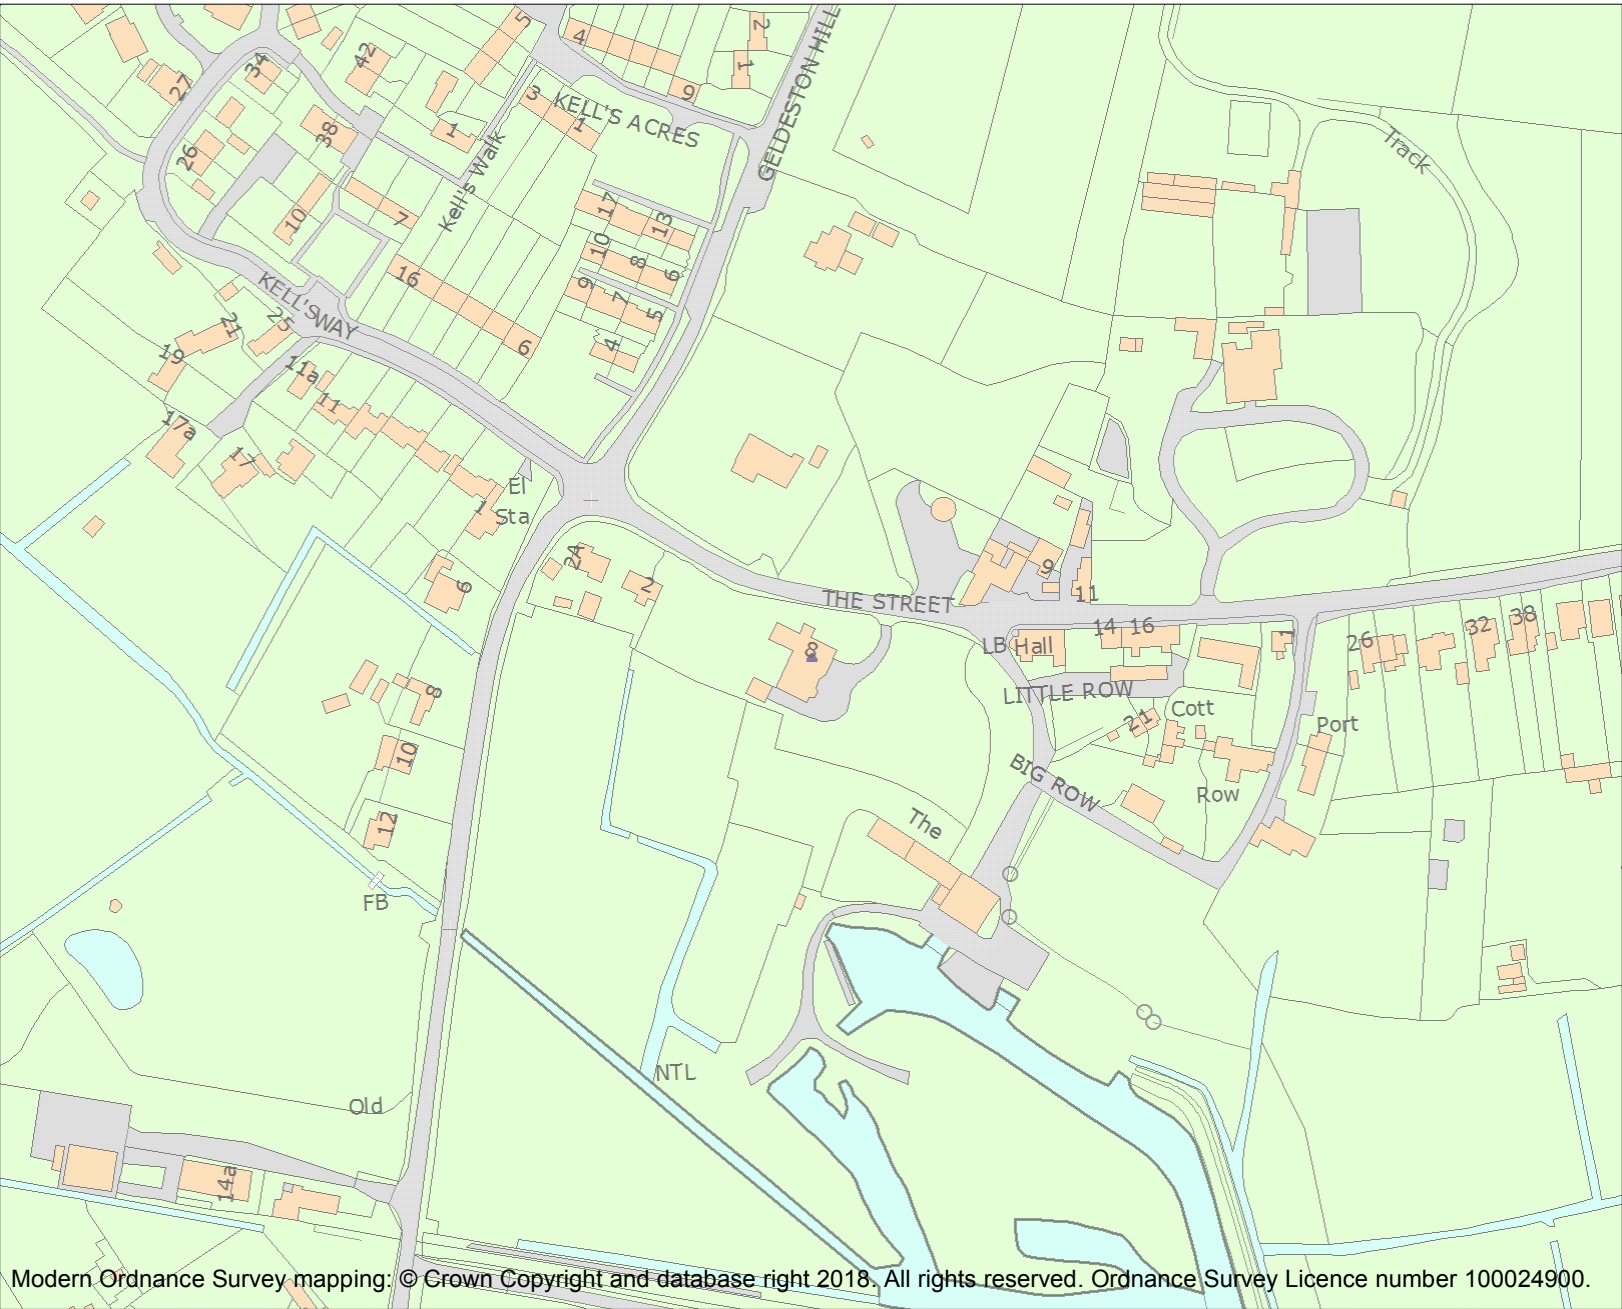 5
4
2
1
9
GELDESTON HILL
42
34
27
3
1
KELL'S ACRES
1
38
26
Kell's Walk
Track
10
7
17
13
10
8
6
16
9
7
5
KELL'S WAY
21
25
4
6
19
11a
11
17a
17
El
Sta
1
2A
2
6
9
11
THE STREET
LB Hall
14
16
1
26
32
38
8
8
LITTLE ROW
21
Cott
Port
10
BIG ROW
Row
The
12
FB
NTL
Old
14a
Modern Ordnance Survey mapping: © Crown Copyright and database right 2018. All rights reserved. Ordnance Survey Licence number 100024900.